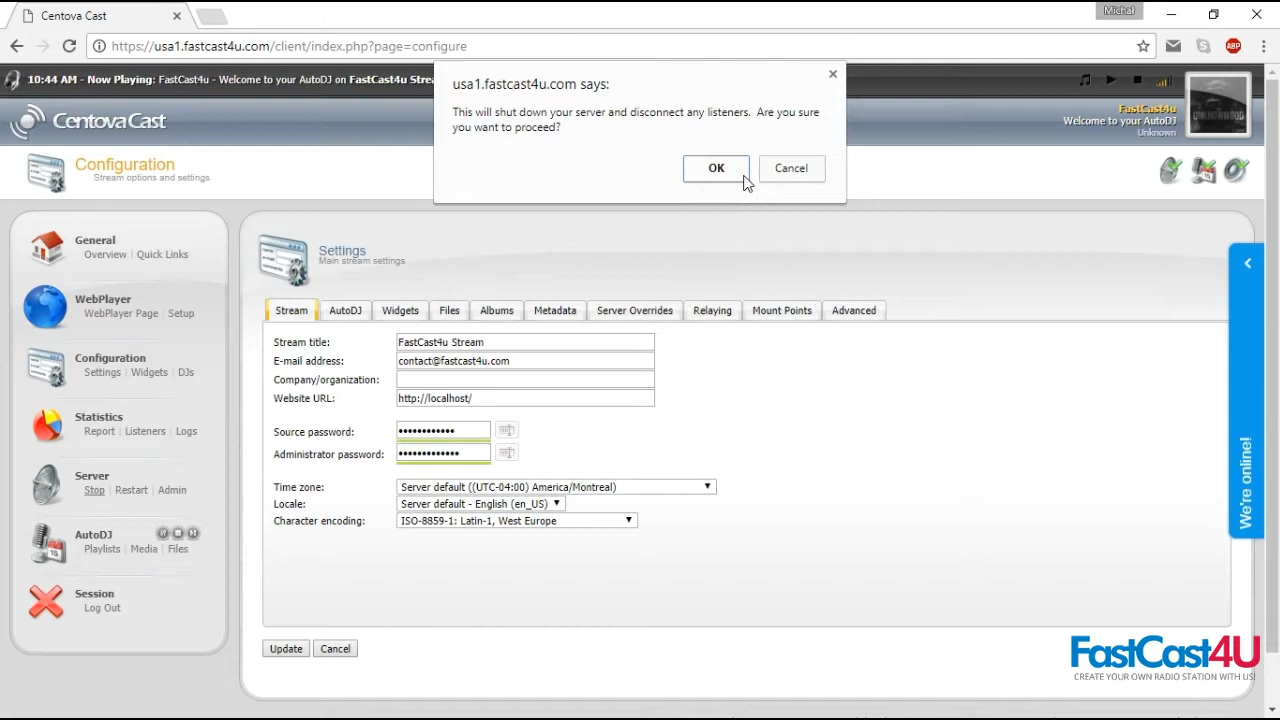 Centova Cast
Michał
https://usa1.fastcast4u.com/client/index.php?page=configure
ABP
10:44 AM - Now Playing: FastCast4u - Welcome to your AutoDJ on FastCast4u Strea
usa1.fastcast4u.com says:
This will shut down your server and disconnect any listeners. Are you sure
you want to proceed?
OK
Cancel
CentovaCast
FastCast4U
Welcome to your AutoDJ
Unknown
Configuration
Stream options and settings
General
Overview | Quick Links
WebPlayer
WebPlayer Page | Setup
Configuration
Settings | Widgets | DJs
Statistics
Report | Listeners | Logs
Server
Stop | Restart | Admin
AutoDJ
Playlists | Media | Files
Session
Log Out
Settings
Main stream settings
Stream
AutoDJ
Widgets
Files
Albums
Metadata
Server Overrides
Relaying
Mount Points
Advanced
Stream title: FastCast4u Stream
E-mail address: contact@fastcast4u.com
Company/organization:
Website URL: http://localhost/
Source password: ••••••••••••
Administrator password: •••••••••••••
Time zone: Server default ((UTC-04:00) America/Montreal)
Locale: Server default - English (en_US)
Character encoding: ISO-8859-1: Latin-1, West Europe
Update
Cancel
We're online!
FastCast4U
CREATE YOUR OWN RADIO STATION WITH US!